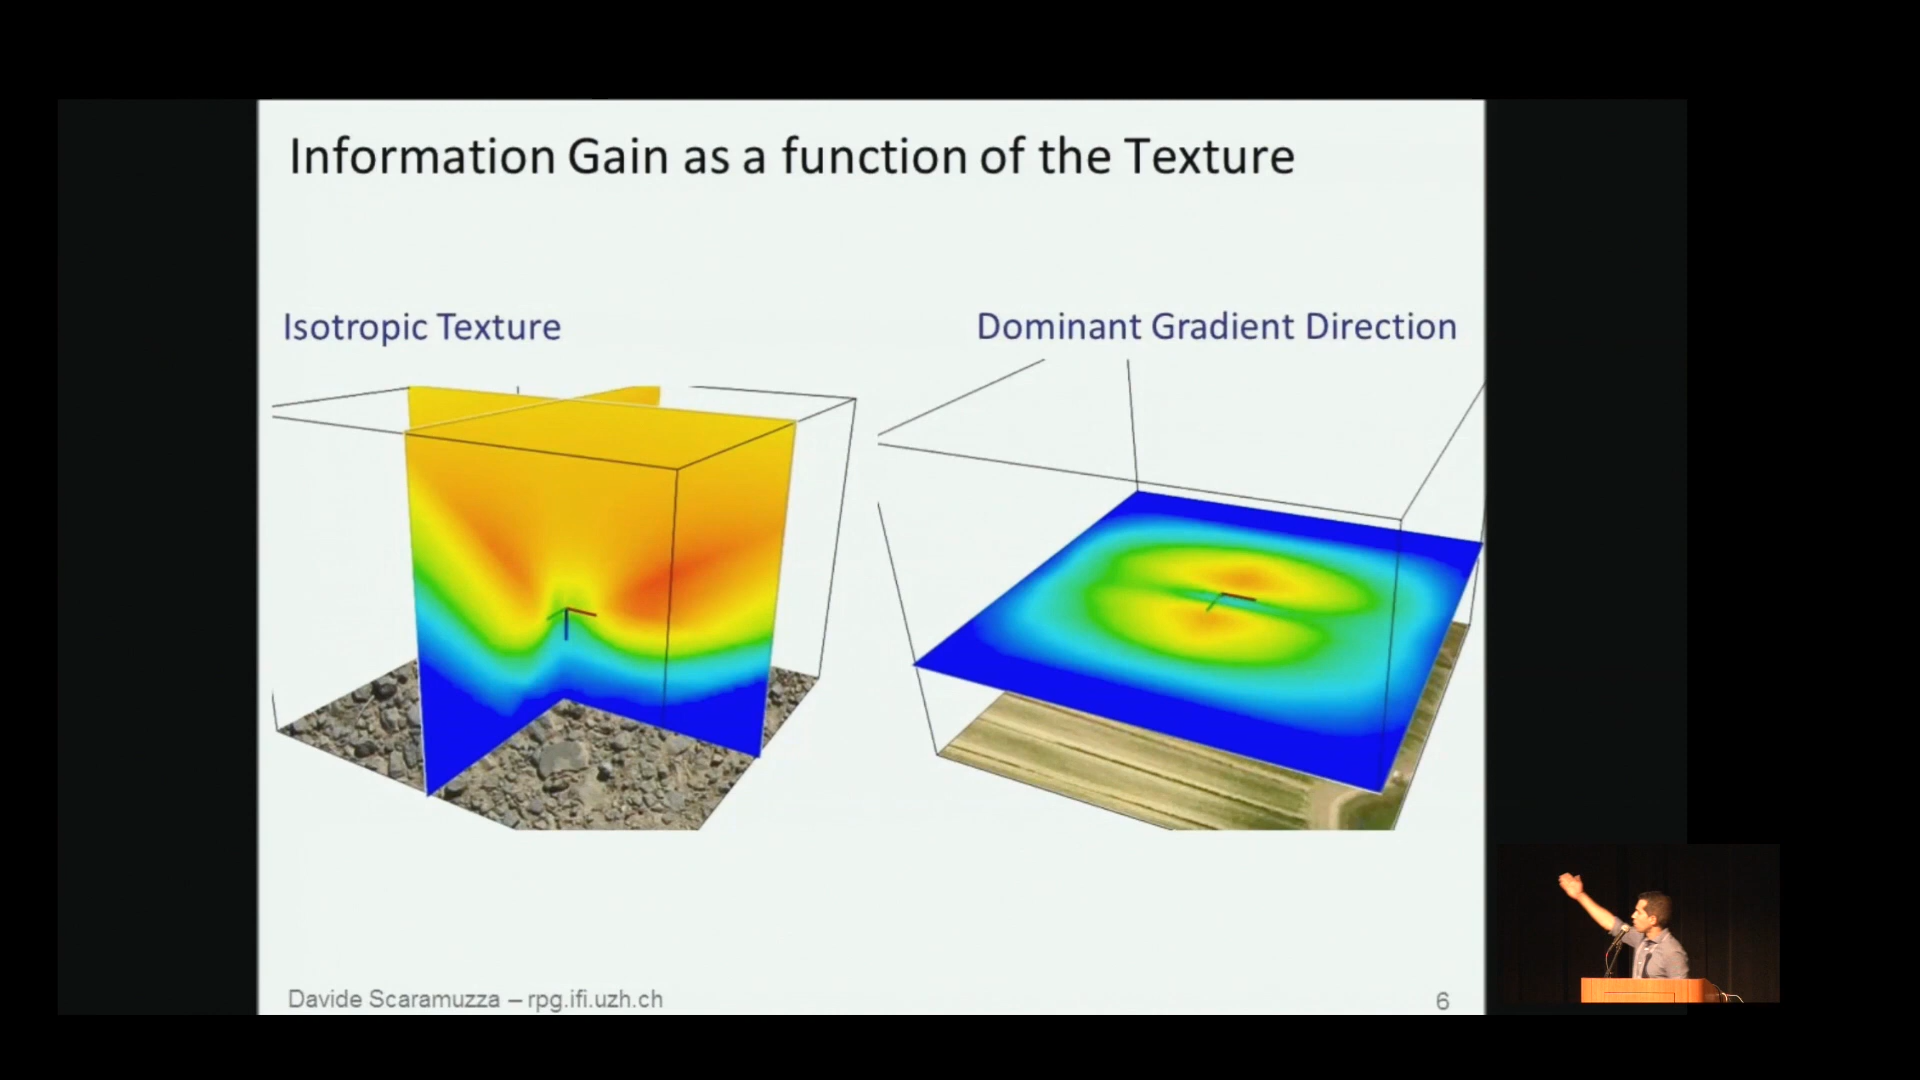 Information Gain as a function of the Texture
Isotropic Texture
Dominant Gradient Direction
Davide Scaramuzza – rpg.ifi.uzh.ch
6